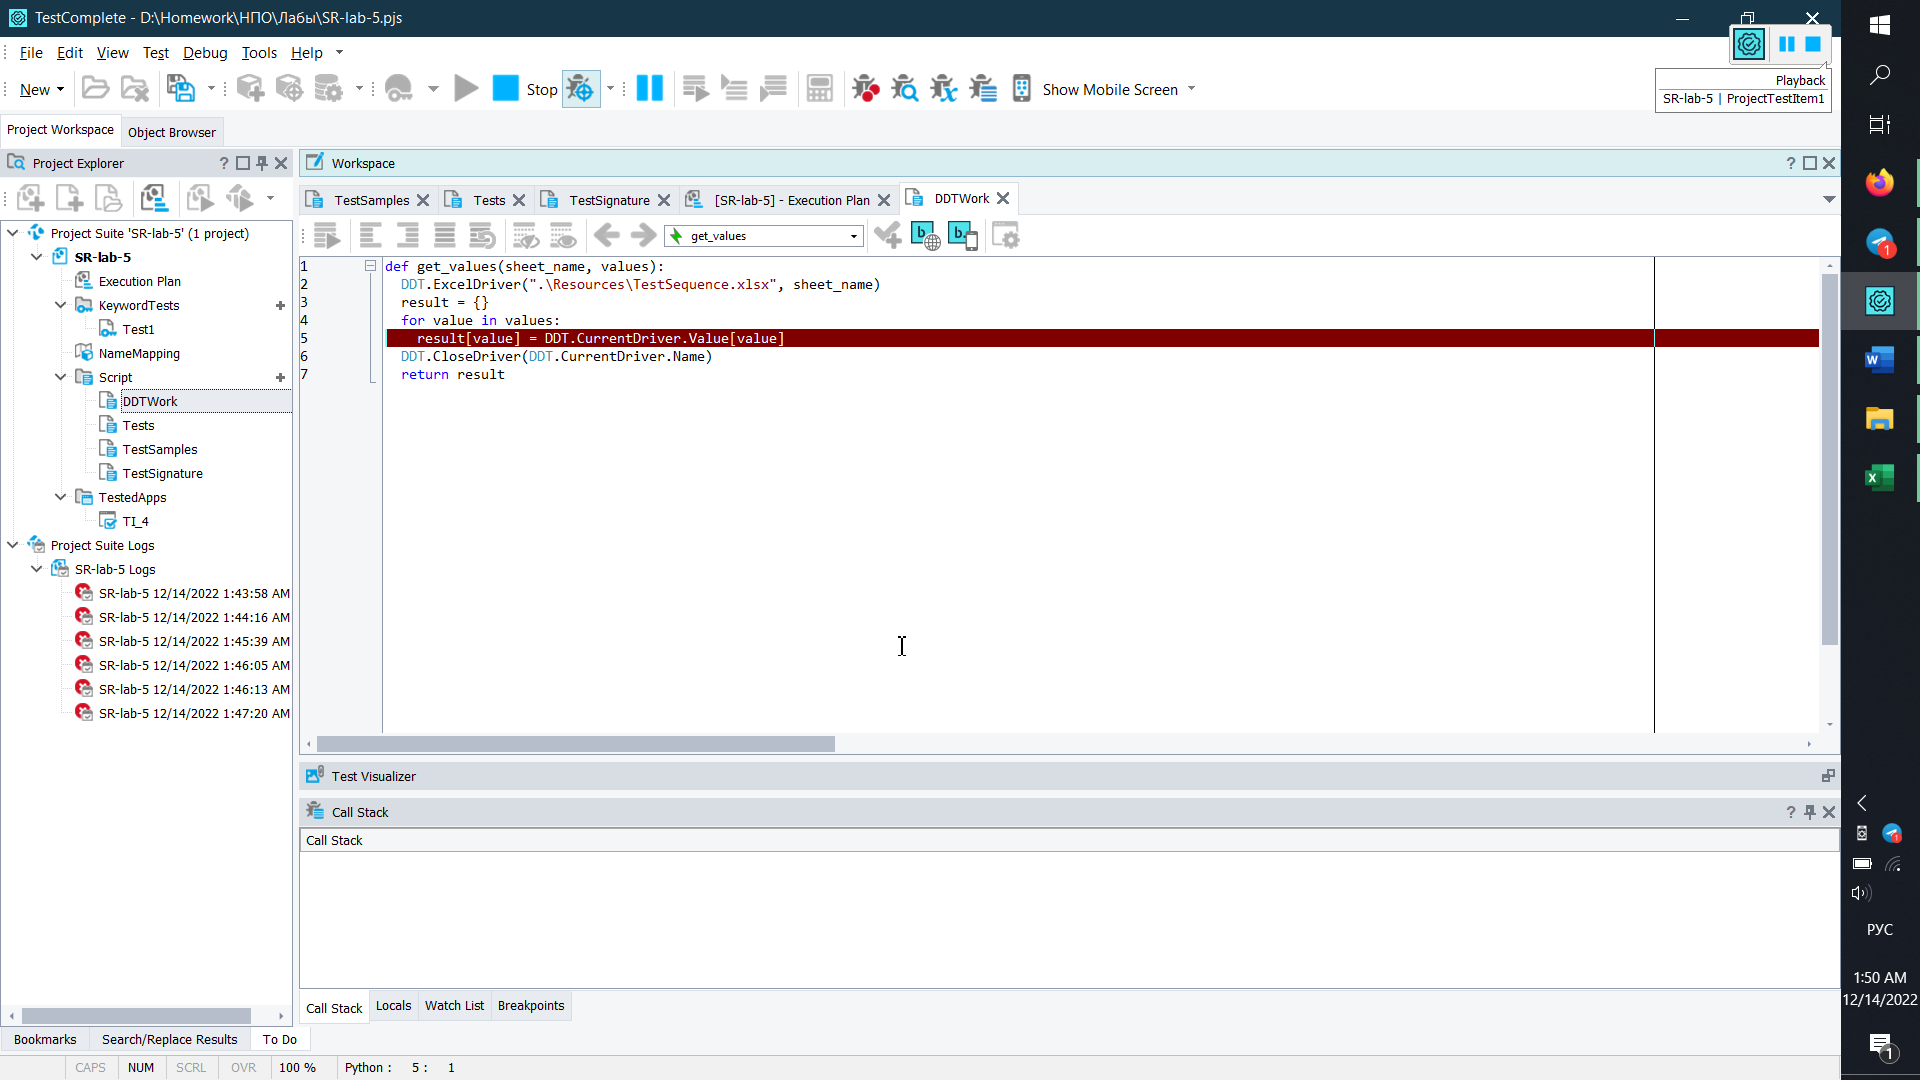 TestComplete - D:\Homework\НПО\Лабы\SR-lab-5.pjs
File Edit View Test Debug Tools Help
New Stop Show Mobile Screen
Playback
SR-lab-5 | ProjectTestItem1
Project Workspace Object Browser
Project Explorer ?
Workspace ?
TestSamples Tests TestSignature [SR-lab-5] - Execution Plan DDTWork
get_values
b b.
Project Suite 'SR-lab-5' (1 project)
SR-lab-5
Execution Plan
KeywordTests
Test1
NameMapping
Script
DDTWork
Tests
TestSamples
TestSignature
TestedApps
TI_4
Project Suite Logs
SR-lab-5 Logs
SR-lab-5 12/14/2022 1:43:58 AM
SR-lab-5 12/14/2022 1:44:16 AM
SR-lab-5 12/14/2022 1:45:39 AM
SR-lab-5 12/14/2022 1:46:05 AM
SR-lab-5 12/14/2022 1:46:13 AM
SR-lab-5 12/14/2022 1:47:20 AM
1 def get_values(sheet_name, values):
2 DDT.ExcelDriver(".\Resources\TestSequence.xlsx", sheet_name)
3 result = {}
4 for value in values:
5 result[value] = DDT.CurrentDriver.Value[value]
6 DDT.CloseDriver(DDT.CurrentDriver.Name)
7 return result
Test Visualizer
Call Stack ?
Call Stack
Call Stack Locals Watch List Breakpoints
Bookmarks Search/Replace Results To Do
CAPS NUM SCRL OVR 100 % Python : 5 : 1
1
W
X
1
РУС
1:50 AM
12/14/2022
1